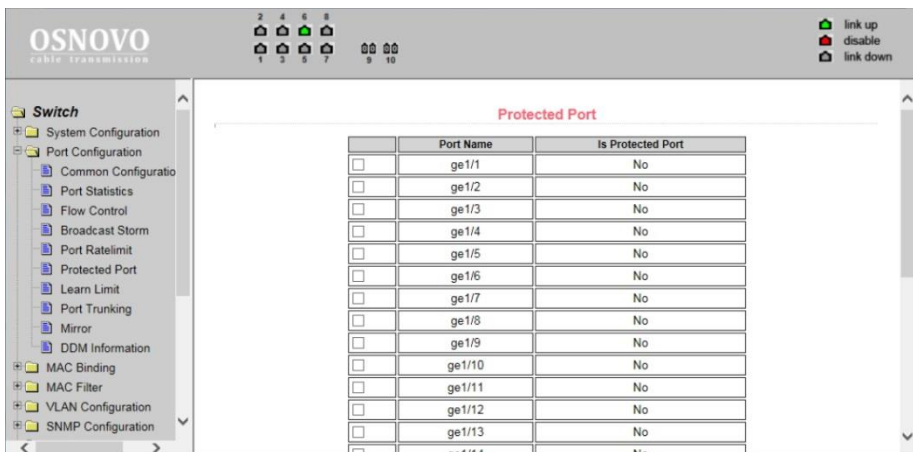 OSNOVO
cable transmission
2 4 6 8
1 3 5 7 9 10
link up
disable
link down
Switch
System Configuration
Port Configuration
Common Configuratio
Port Statistics
Flow Control
Broadcast Storm
Port Ratelimit
Protected Port
Learn Limit
Port Trunking
Mirror
DDM Information
MAC Binding
MAC Filter
VLAN Configuration
SNMP Configuration
Protected Port
Port Name Is Protected Port
ge1/1 No
ge1/2 No
ge1/3 No
ge1/4 No
ge1/5 No
ge1/6 No
ge1/7 No
ge1/8 No
ge1/9 No
ge1/10 No
ge1/11 No
ge1/12 No
ge1/13 No